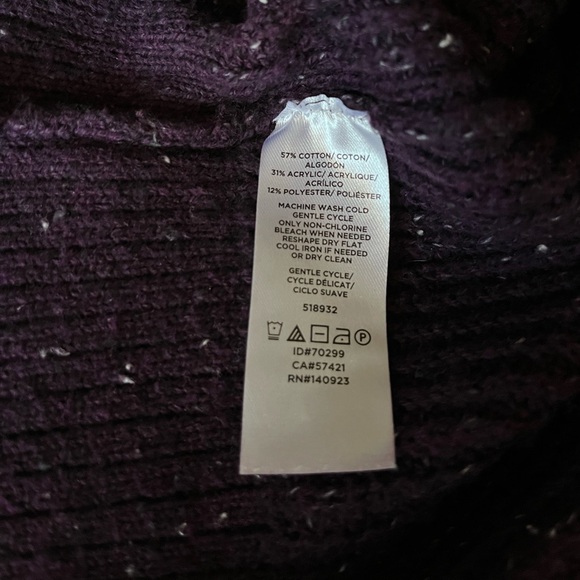 57% COTTON/ COTON/
ALGODÓN
31% ACRYLIC/ ACRYLIQUE/
ACRÍLICO
12% POLYESTER/ POLIÉSTER
MACHINE WASH COLD
GENTLE CYCLE
ONLY NON-CHLORINE
BLEACH WHEN NEEDED
RESHAPE DRY FLAT
COOL IRON IF NEEDED
OR DRY CLEAN
GENTLE CYCLE/
CYCLE DÉLICAT/
CICLO SUAVE
518932
P
ID#70299
CA#57421
RN#140923